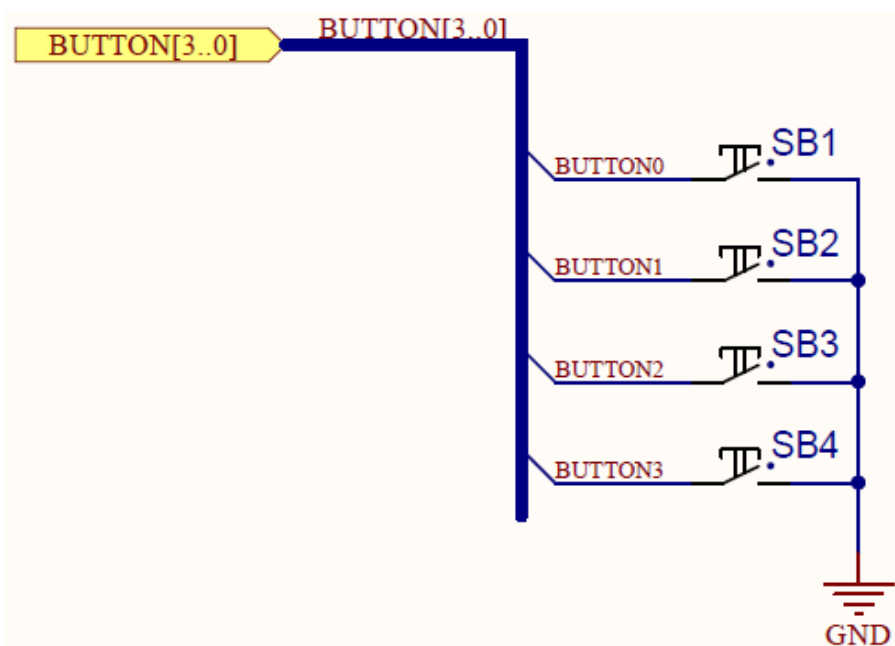 BUTTON[3..0]
BUTTON[3..0]
SB1
BUTTON0
SB2
BUTTON1
SB3
BUTTON2
SB4
BUTTON3
GND